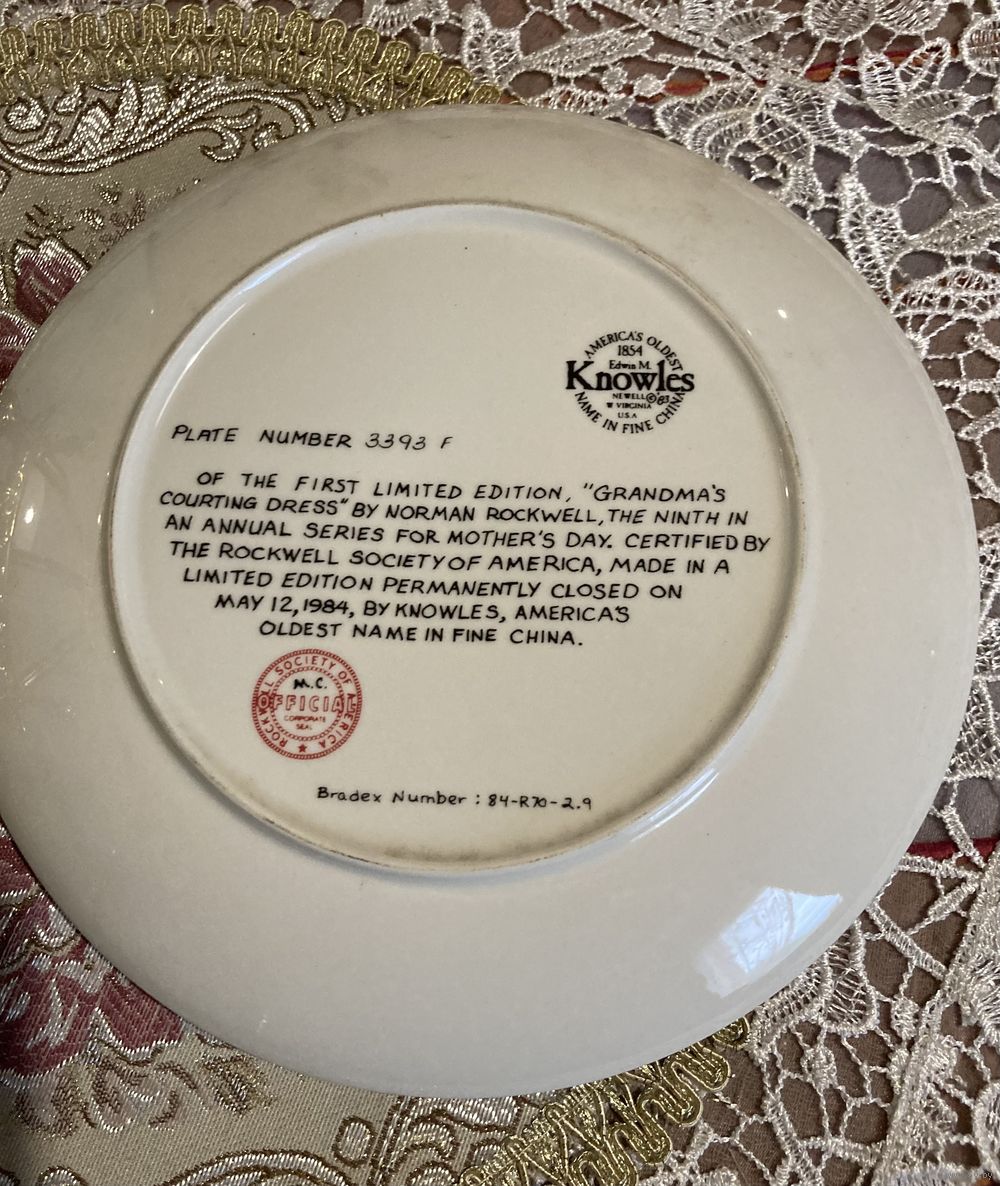 AMERICA'S OLDEST
1854
Edwin M.
Knowles
NEWELL © '83
W VIRGINIA
U.S.A
NAME IN FINE CHINA
PLATE NUMBER 3393 F
OF THE FIRST LIMITED EDITION, "GRANDMA'S
COURTING DRESS" BY NORMAN ROCKWELL, THE NINTH IN
AN ANNUAL SERIES FOR MOTHER'S DAY. CERTIFIED BY
THE ROCKWELL SOCIETY OF AMERICA, MADE IN A
LIMITED EDITION PERMANENTLY CLOSED ON
MAY 12, 1984, BY KNOWLES, AMERICA'S
OLDEST NAME IN FINE CHINA.
ROCKWELL SOCIETY OF AMERICA
M.C.
OFFICIAL
CORPORATE
SEAL
Bradex Number : 84-R70-2.9